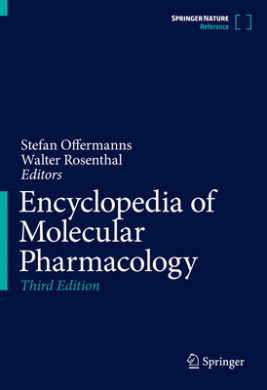 SPRINGER NATURE
Reference
Stefan Offermanns
Walter Rosenthal
Editors
Encyclopedia of
Molecular
Pharmacology
Third Edition
Springer